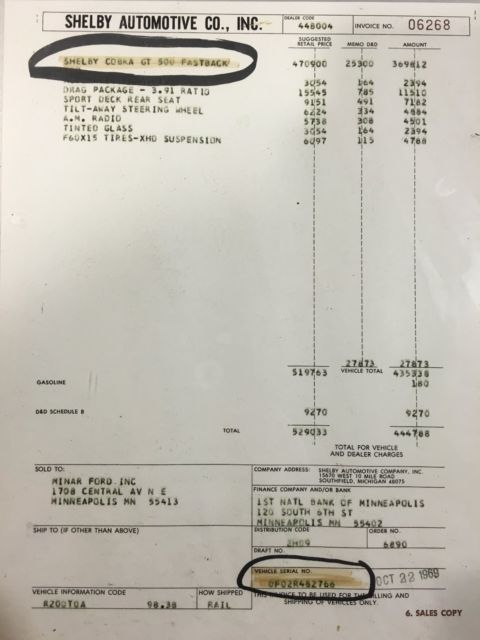 SHELBY AUTOMOTIVE CO., INC.
DEALER CODE
448004
INVOICE NO. 06268
SUGGESTED RETAIL PRICE MEMO D&D AMOUNT
SHELBY COBRA GT 500 FASTBACK 470900 25300 369812
3054 164 2394
DRAG PACKAGE - 3.91 RATIO 15545 785 11510
SPORT DECK REAR SEAT 9151 491 7182
TILT-AWAY STEERING WHEEL 6224 334 4884
A.M. RADIO 5738 308 4501
TINTED GLASS 3054 164 2394
F60X15 TIRES-XHD SUSPENSION 6097 115 4788
27873 27873
519763 VEHICLE TOTAL 435338
GASOLINE 180
D&D SCHEDULE B 9270 9270
TOTAL 529033 444788
TOTAL FOR VEHICLE
AND DEALER CHARGES
SOLD TO:
MINAR FORD. INC
1708 CENTRAL AV N E
MINNEAPOLIS MN 55413
COMPANY ADDRESS: SHELBY AUTOMOTIVE COMPANY, INC.
15670 WEST 10 MILE ROAD
SOUTHFIELD, MICHIGAN 48075
FINANCE COMPANY AND/OR BANK
1ST NATL BANK OF MINNEAPOLIS
120 SOUTH 6TH ST
MINNEAPOLIS MN 55402
SHIP TO (IF OTHER THAN ABOVE)
DISTRIBUTION CODE ORDER NO.
2H09 6890
DRAFT NO.
VEHICLE SERIAL NO.
0F02R482766
OCT 22 1969
THIS INVOICE TO BE USED FOR THE BILLING AND
SHIPPING OF VEHICLES ONLY.
VEHICLE INFORMATION CODE HOW SHIPPED
98.38 RAIL
6. SALES COPY